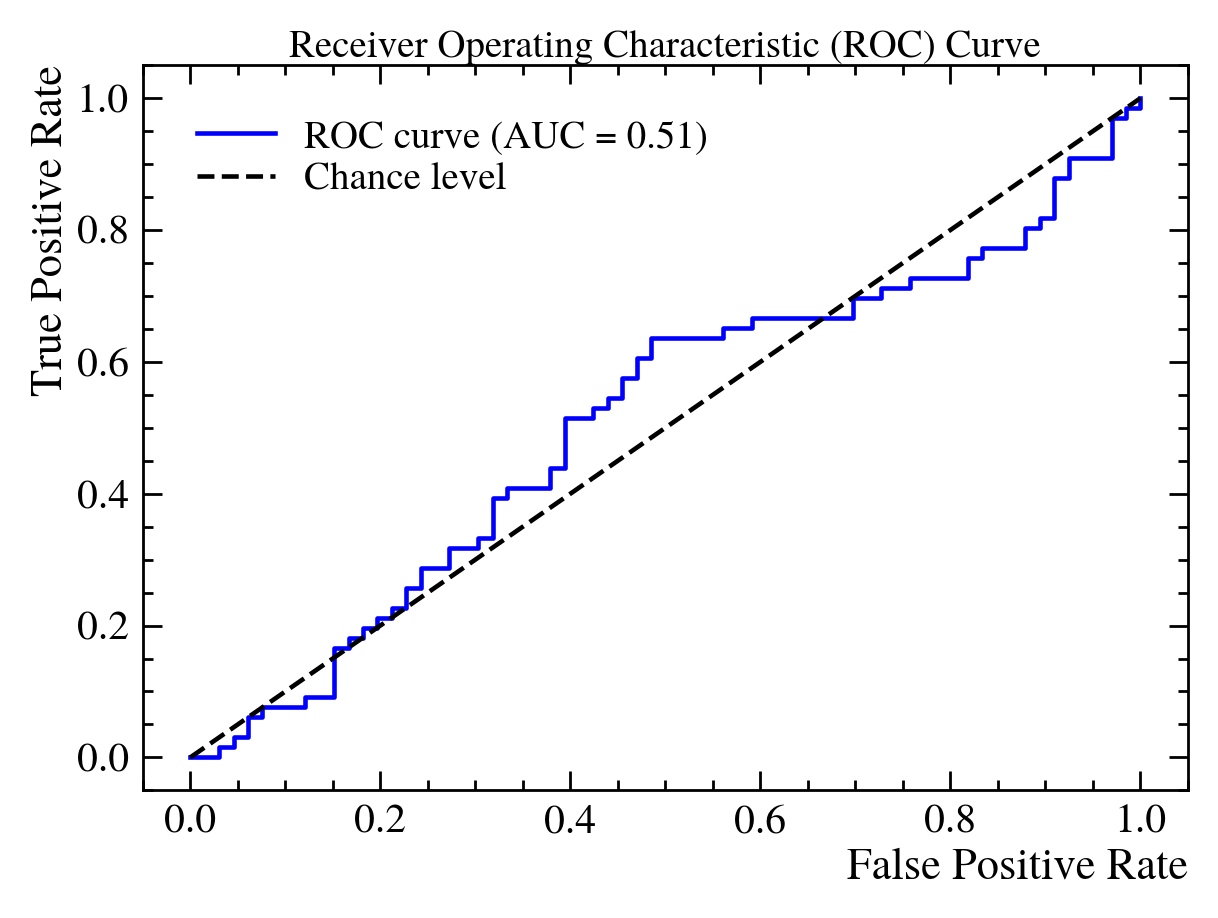 Receiver Operating Characteristic (ROC) Curve
True Positive Rate
1.0
0.8
0.6
0.4
0.2
0.0
ROC curve (AUC = 0.51)
Chance level
0.0 0.2 0.4 0.6 0.8 1.0
False Positive Rate